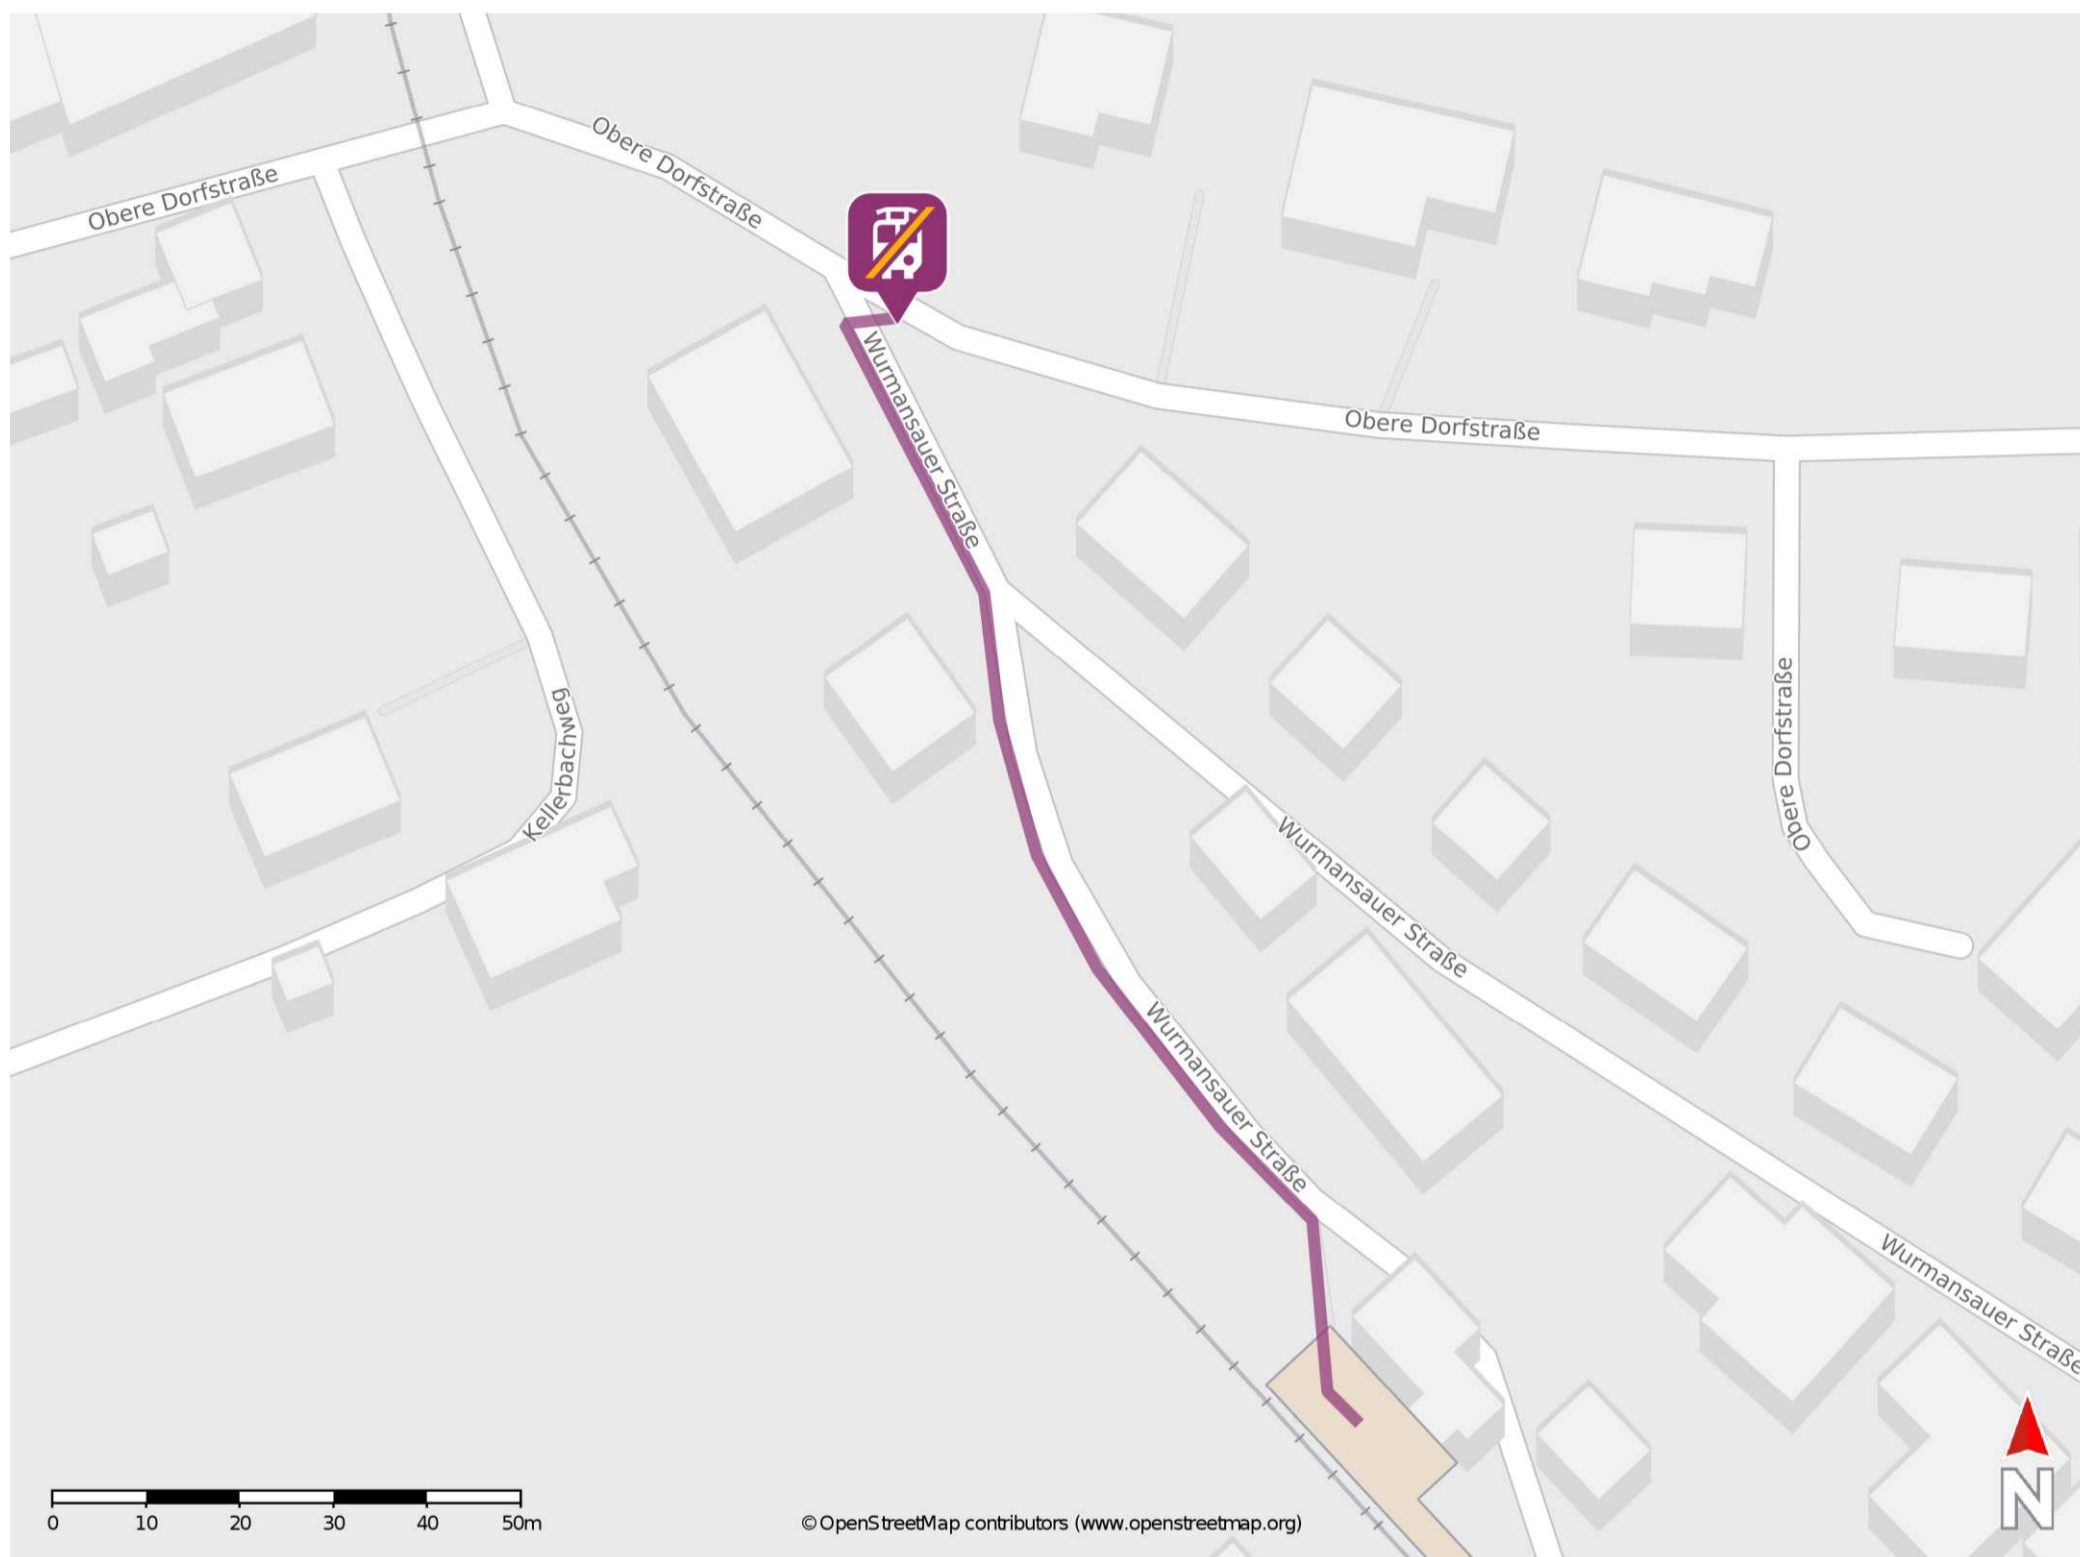 Obere Dorfstraße
Obere Dorfstraße
Wurmansauer Straße
Obere Dorfstraße
Obere Dorfstraße
Kellerbachweg
Wurmansauer Straße
Wurmansauer Straße
Wurmansauer Straße
N
0 10 20 30 40 50m
© OpenStreetMap contributors (www.openstreetmap.org)